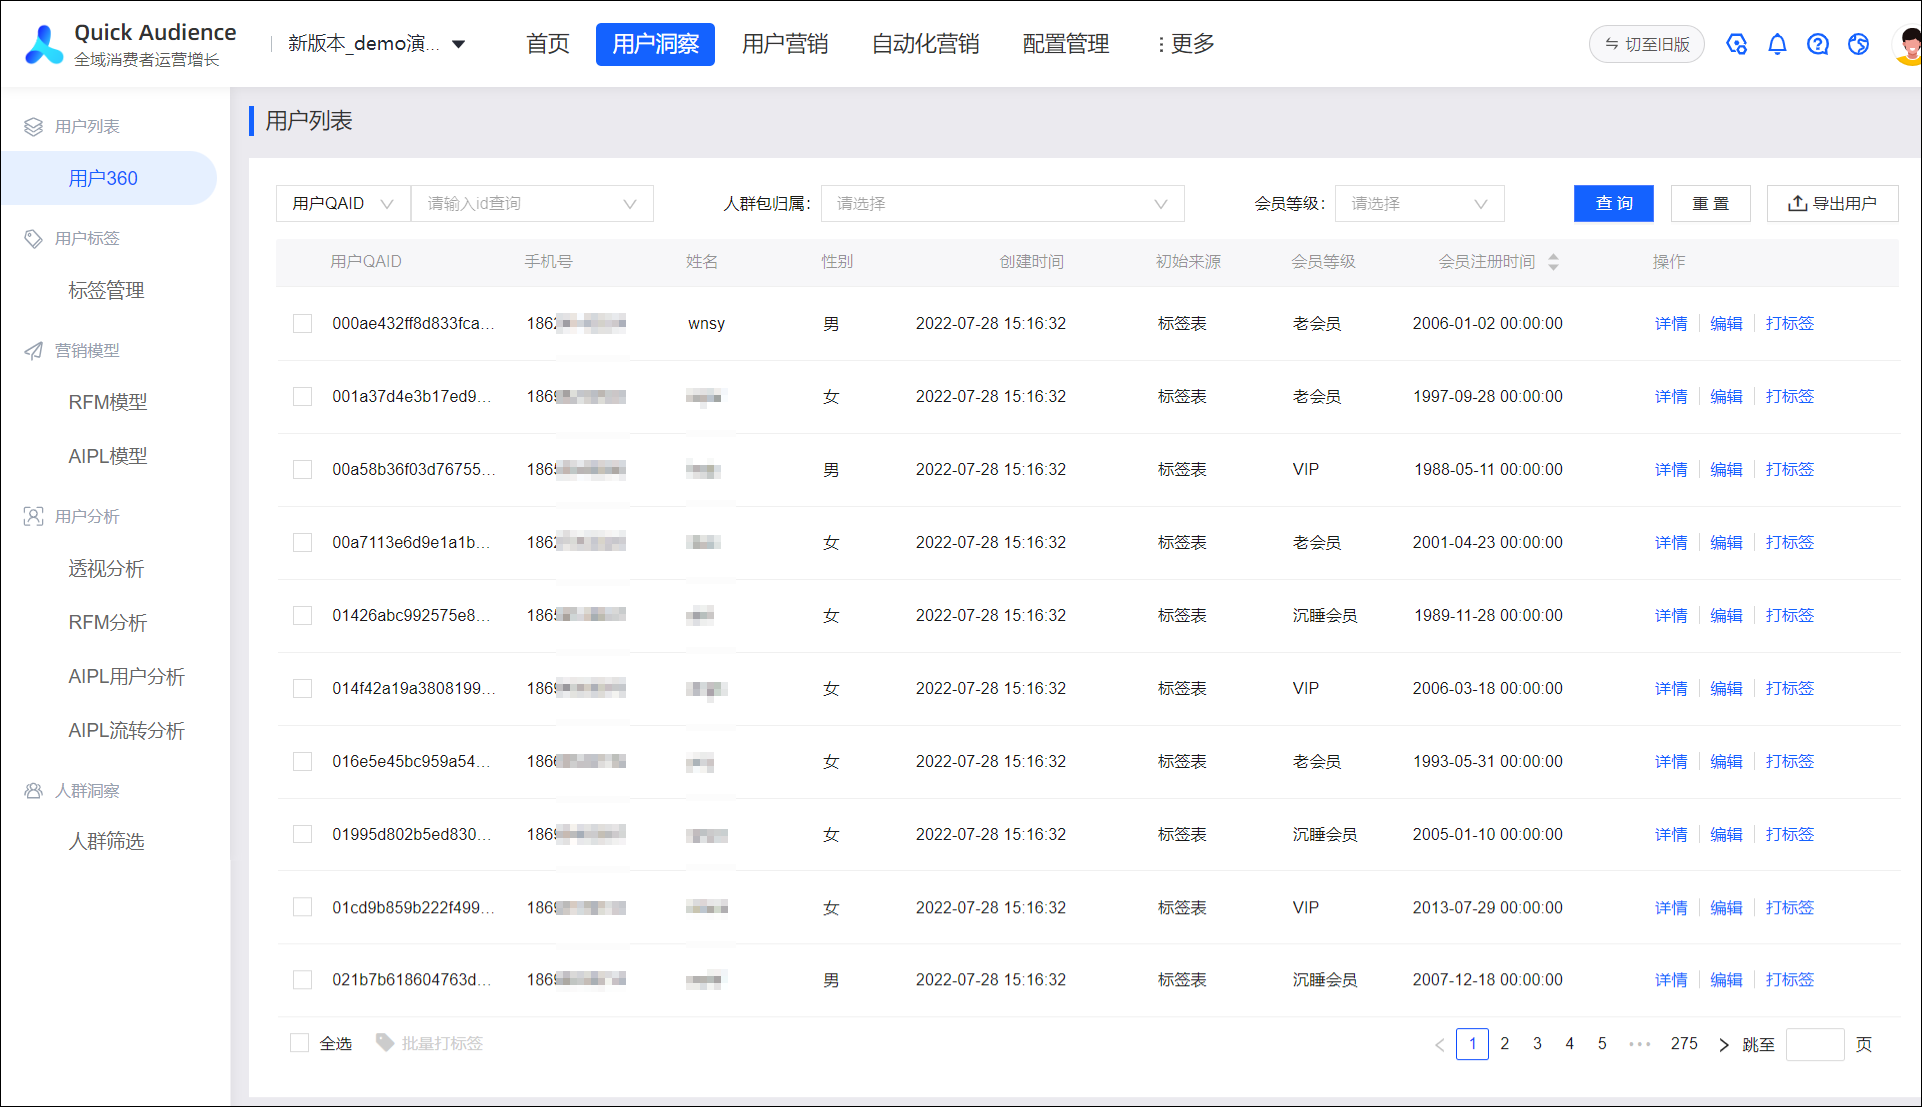 Quick Audience
全域消费者运营增长
新版本_demo演...
首页
用户洞察
用户营销
自动化营销
配置管理
更多
切至旧版
用户列表
用户360
用户标签
标签管理
营销模型
RFM模型
AIPL模型
用户分析
透视分析
RFM分析
AIPL用户分析
AIPL流转分析
人群洞察
人群筛选
用户列表
用户QAID 请输入id查询 人群包归属: 请选择 会员等级: 请选择 查 询 重 置 导出用户
用户QAID 手机号 姓名 性别 创建时间 初始来源 会员等级 会员注册时间 操作
000ae432ff8d833fca... 1862 wnsy 男 2022-07-28 15:16:32 标签表 老会员 2006-01-02 00:00:00 详情 编辑 打标签
001a37d4e3b17ed9... 1869 女 2022-07-28 15:16:32 标签表 老会员 1997-09-28 00:00:00 详情 编辑 打标签
00a58b36f03d76755... 1865 男 2022-07-28 15:16:32 标签表 VIP 1988-05-11 00:00:00 详情 编辑 打标签
00a7113e6d9e1a1b... 1862 女 2022-07-28 15:16:32 标签表 老会员 2001-04-23 00:00:00 详情 编辑 打标签
01426abc992575e8... 1865 女 2022-07-28 15:16:32 标签表 沉睡会员 1989-11-28 00:00:00 详情 编辑 打标签
014f42a19a3808199... 1869 女 2022-07-28 15:16:32 标签表 VIP 2006-03-18 00:00:00 详情 编辑 打标签
016e5e45bc959a54... 1866 女 2022-07-28 15:16:32 标签表 老会员 1993-05-31 00:00:00 详情 编辑 打标签
01995d802b5ed830... 1869 女 2022-07-28 15:16:32 标签表 沉睡会员 2005-01-10 00:00:00 详情 编辑 打标签
01cd9b859b222f499... 1869 女 2022-07-28 15:16:32 标签表 VIP 2013-07-29 00:00:00 详情 编辑 打标签
021b7b618604763d... 1869 男 2022-07-28 15:16:32 标签表 沉睡会员 2007-12-18 00:00:00 详情 编辑 打标签
全选 批量打标签 < 1 2 3 4 5 ••• 275 > 跳至 页